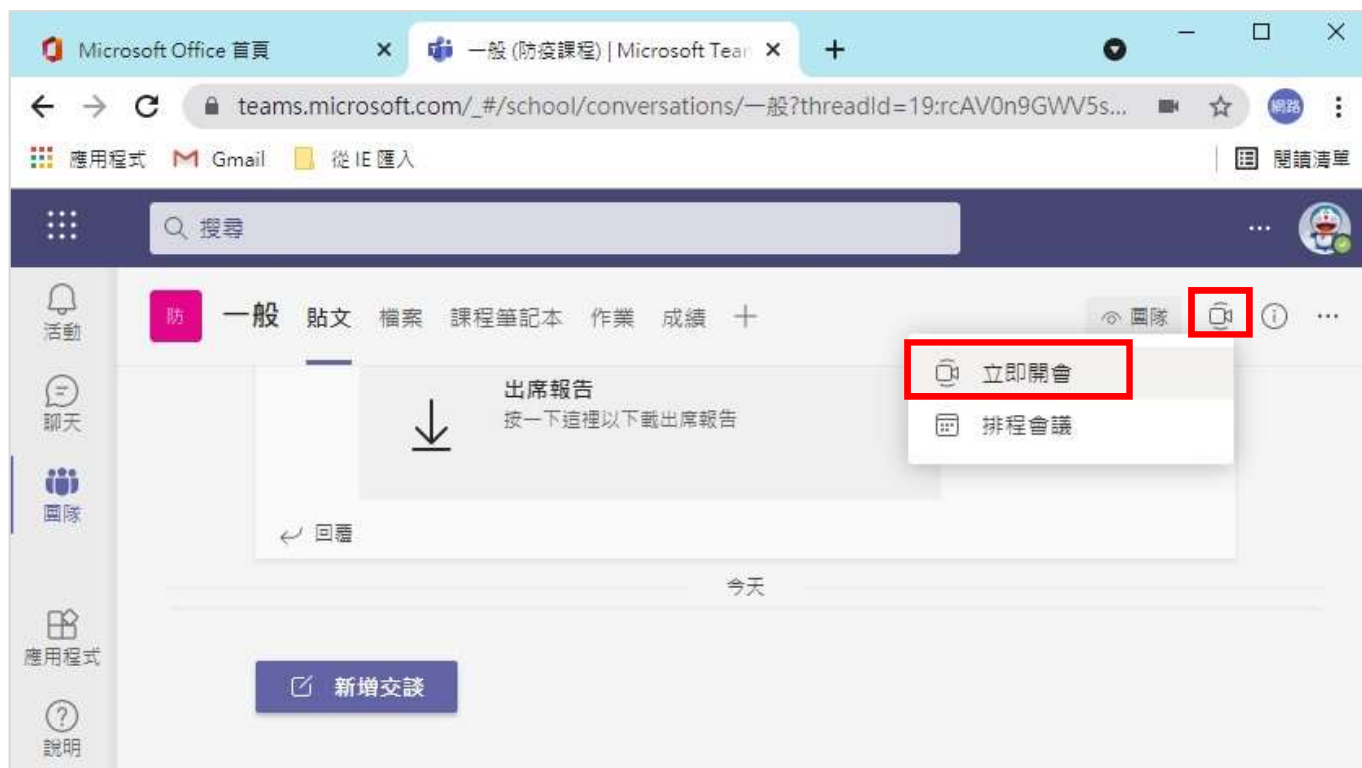 Microsoft Office 首頁
一般 (防疫課程) | Microsoft Tear
teams.microsoft.com/_#/school/conversations/一般?threadId=19:rcAV0n9GWV5s...
網路
應用程式 Gmail 從 IE 匯入
閱讀清單
搜尋
活動
聊天
團隊
應用程式
說明
防 一般 貼文 檔案 課程筆記本 作業 成績
團隊
立即開會
排程會議
出席報告
按一下這裡以下載出席報告
回覆
今天
新增交談